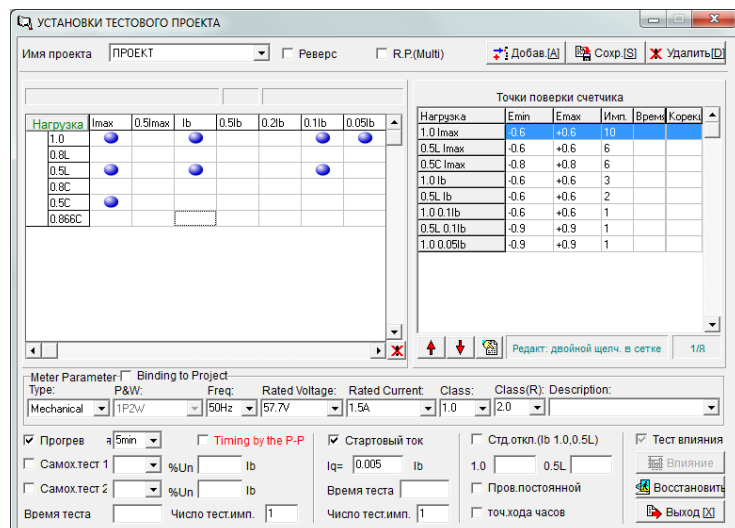 УСТАНОВКИ ТЕСТОВОГО ПРОЕКТА
Имя проекта ПРОЕКТ Реверс R.P.(Multi) Добав.[A] Сохр.[S] Удалить[D]
Точки поверки счетчика
Нагрузка Imax 0.5Imax Ib 0.5Ib 0.2Ib 0.1Ib 0.05Ib
1.0
0.8L
0.5L
0.8C
0.5C
0.866C
Нагрузка Emin Emax Имп. Время Корекц
1.0 Imax -0.6 +0.6 10
0.5L Imax -0.6 +0.6 6
0.5C Imax -0.8 +0.8 6
1.0 Ib -0.6 +0.6 3
0.5L Ib -0.6 +0.6 2
1.0 0.1Ib -0.6 +0.6 1
0.5L 0.1Ib -0.9 +0.9 1
1.0 0.05Ib -0.9 +0.9 1
Редакт: двойной щелч. в сетке 1/8
Meter Parameter Binding to Project
Type: P&W: Freq: Rated Voltage: Rated Current: Class: Class(R): Description:
Mechanical 1P2W 50Hz 57.7V 1.5A 1.0 2.0
Прогрев 5min Timing by the P-P Стартовый ток Стд.откл.(Ib 1.0,0.5L) Тест влияния
Самох.тест 1 %Un Ib Iq= 0.005 Ib 1.0 0.5L Влияние
Самох.тест 2 %Un Ib Время теста Пров.постоянной Восстановить
Время теста Число тест.имп. 1 Число тест.имп. 1 точ.хода часов Выход [X]